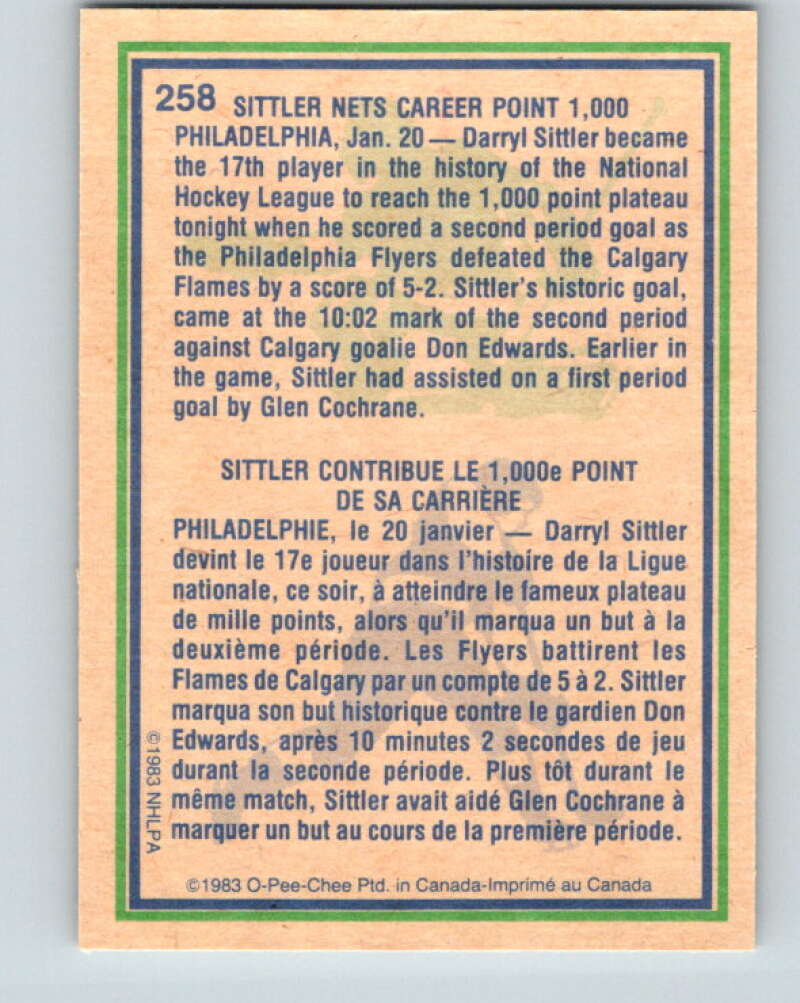 258 SITTLER NETS CAREER POINT 1,000
PHILADELPHIA, Jan. 20 — Darryl Sittler became
the 17th player in the history of the National
Hockey League to reach the 1,000 point plateau
tonight when he scored a second period goal as
the Philadelphia Flyers defeated the Calgary
Flames by a score of 5-2. Sittler's historic goal,
came at the 10:02 mark of the second period
against Calgary goalie Don Edwards. Earlier in
the game, Sittler had assisted on a first period
goal by Glen Cochrane.
SITTLER CONTRIBUE LE 1,000e POINT
DE SA CARRIÈRE
PHILADELPHIE, le 20 janvier — Darryl Sittler
devint le 17e joueur dans l'histoire de la Ligue
nationale, ce soir, à atteindre le fameux plateau
de mille points, alors qu'il marqua un but à la
deuxième période. Les Flyers battirent les
Flames de Calgary par un compte de 5 à 2. Sittler
marqua son but historique contre le gardien Don
Edwards, après 10 minutes 2 secondes de jeu
durant la seconde période. Plus tôt durant le
même match, Sittler avait aidé Glen Cochrane à
marquer un but au cours de la première période.
©1983 NHLPA
©1983 O-Pee-Chee Ptd. in Canada-Imprimé au Canada